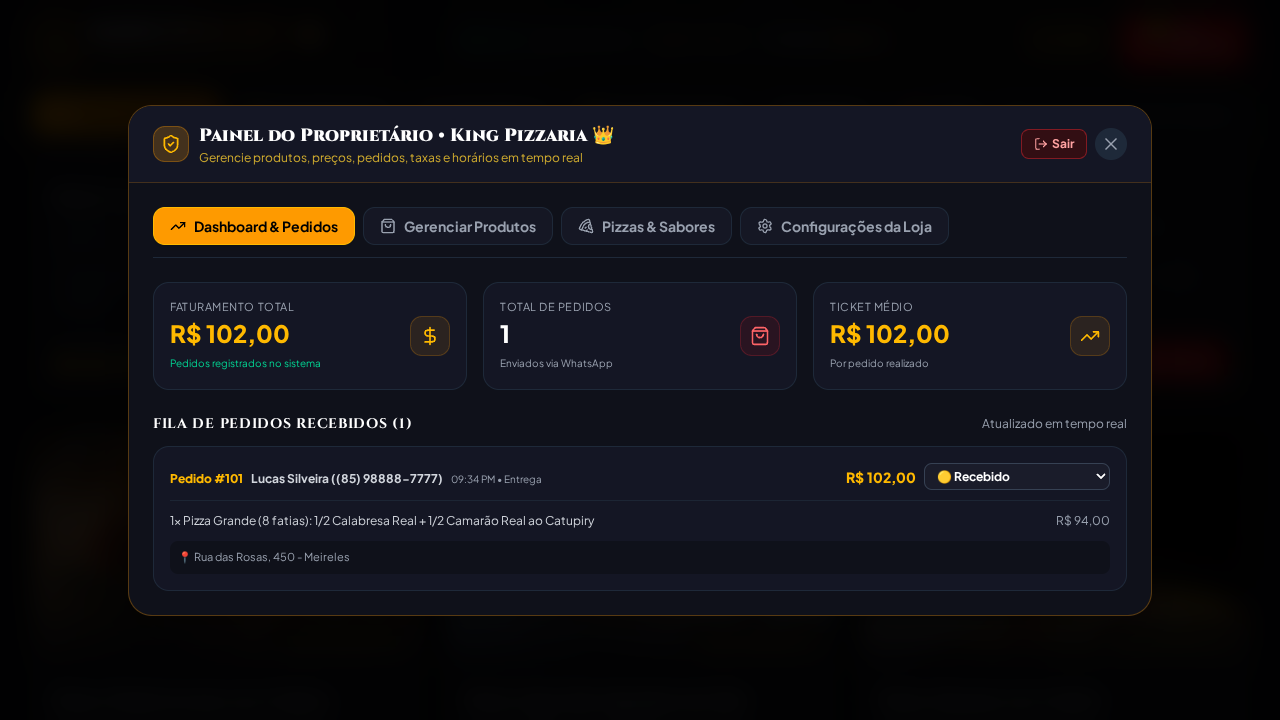 Painel do Proprietário • King Pizzaria 👑
Gerencie produtos, preços, pedidos, taxas e horários em tempo real
Sair
Dashboard & Pedidos
Gerenciar Produtos
Pizzas & Sabores
Configurações da Loja
FATURAMENTO TOTAL
R$ 102,00
Pedidos registrados no sistema
TOTAL DE PEDIDOS
1
Enviados via WhatsApp
TICKET MÉDIO
R$ 102,00
Por pedido realizado
FILA DE PEDIDOS RECEBIDOS (1)
Atualizado em tempo real
Pedido #101 Lucas Silveira ((85) 98888-7777) 09:34 PM • Entrega
R$ 102,00
🟡 Recebido
1x Pizza Grande (8 fatias): 1/2 Calabresa Real + 1/2 Camarão Real ao Catupiry
R$ 94,00
📍 Rua das Rosas, 450 - Meireles